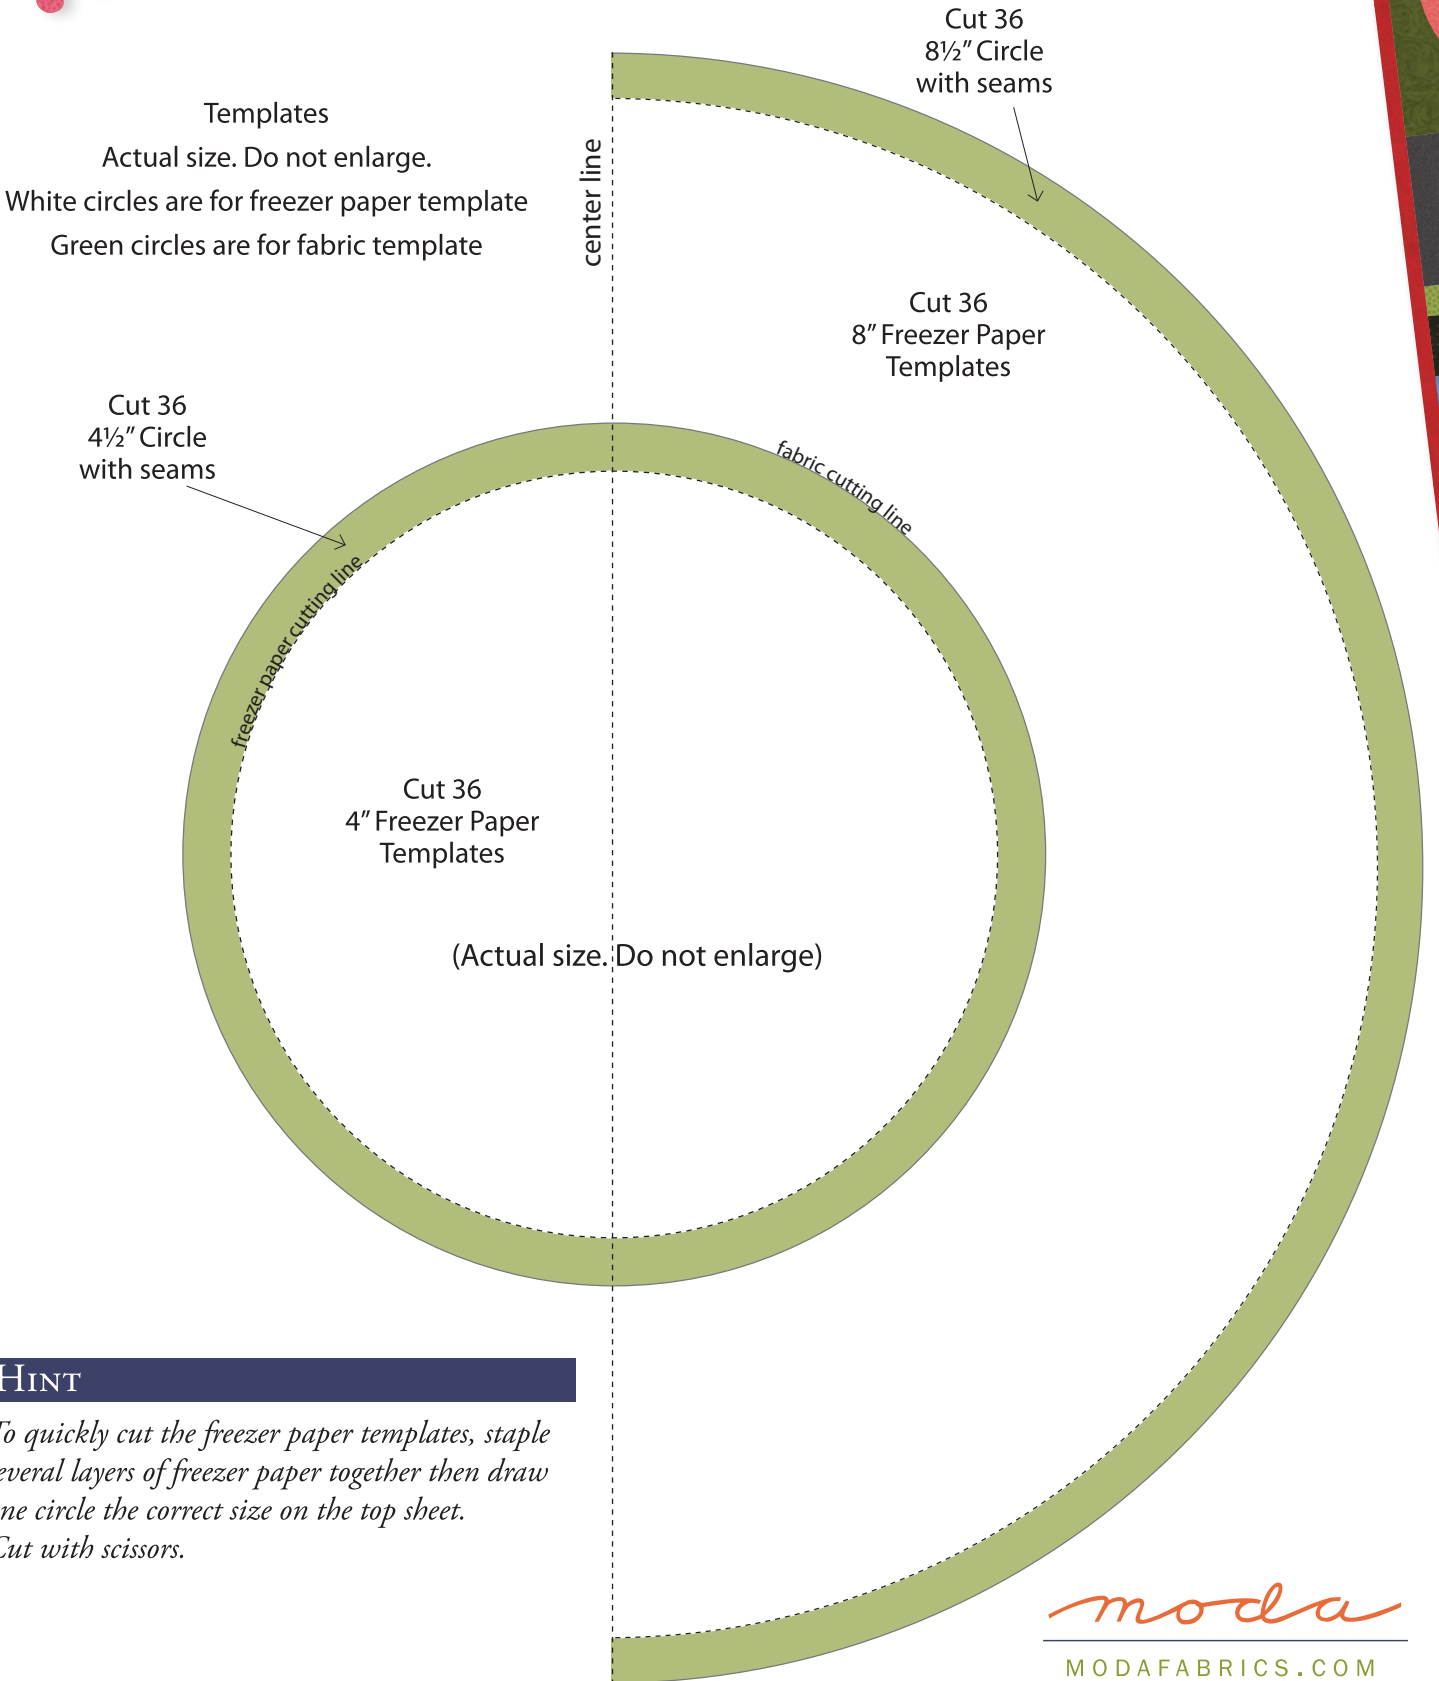 Templates
Actual size. Do not enlarge.
White circles are for freezer paper template
Green circles are for fabric template
center line
Cut 36
8½" Circle
with seams
Cut 36
8" Freezer Paper
Templates
Cut 36
4½" Circle
with seams
fabric cutting line
freezer paper cutting line
Cut 36
4" Freezer Paper
Templates
(Actual size. Do not enlarge)
HINT
To quickly cut the freezer paper templates, staple
everal layers of freezer paper together then draw
ne circle the correct size on the top sheet.
Cut with scissors.
moda
MODAFABRICS.COM